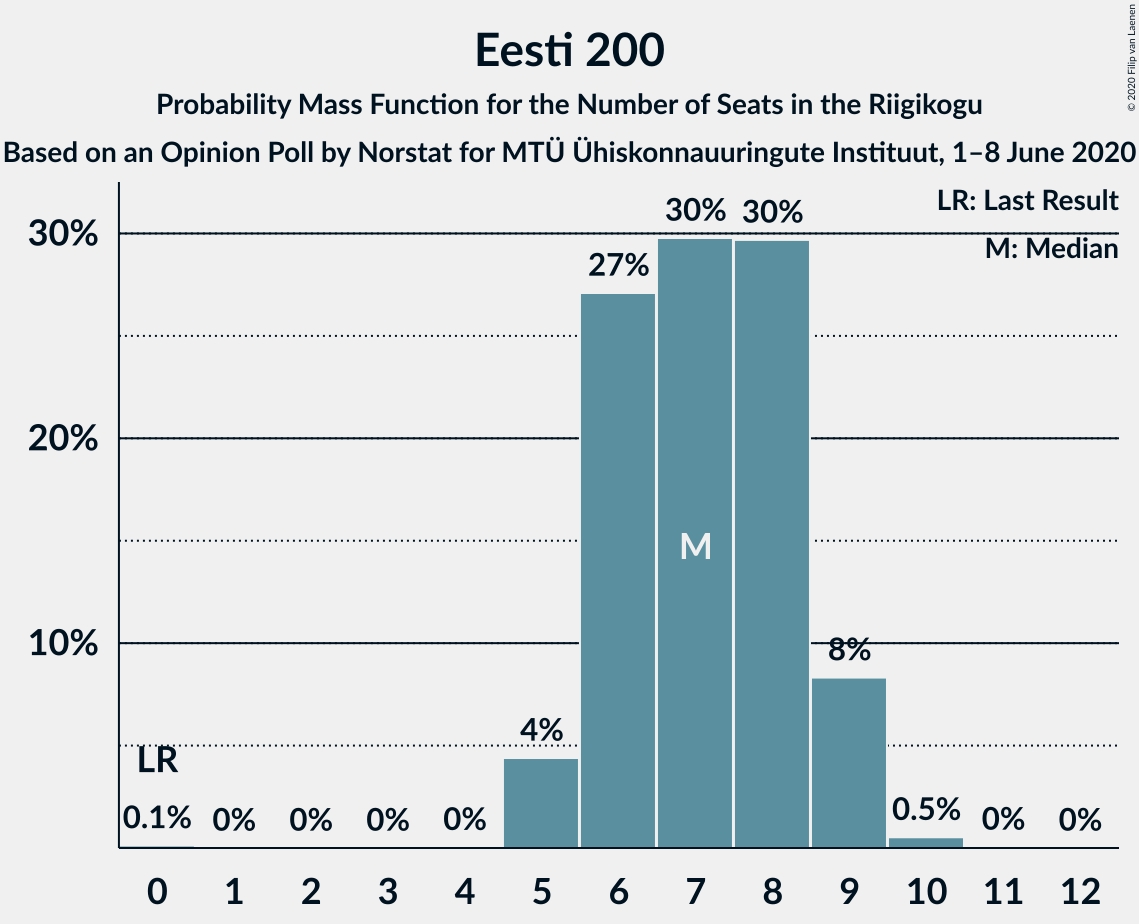 Eesti 200
Probability Mass Function for the Number of Seats in the Riigikogu
Based on an Opinion Poll by Norstat for MTÜ Ühiskonnauuringute Instituut, 1–8 June 2020
© 2020 Filip van Laenen
LR: Last Result
M: Median
30%
20%
10%
LR
0.1% 0% 0% 0% 0% 4% 27% 30% 30% 8% 0.5% 0% 0%
M
0 1 2 3 4 5 6 7 8 9 10 11 12